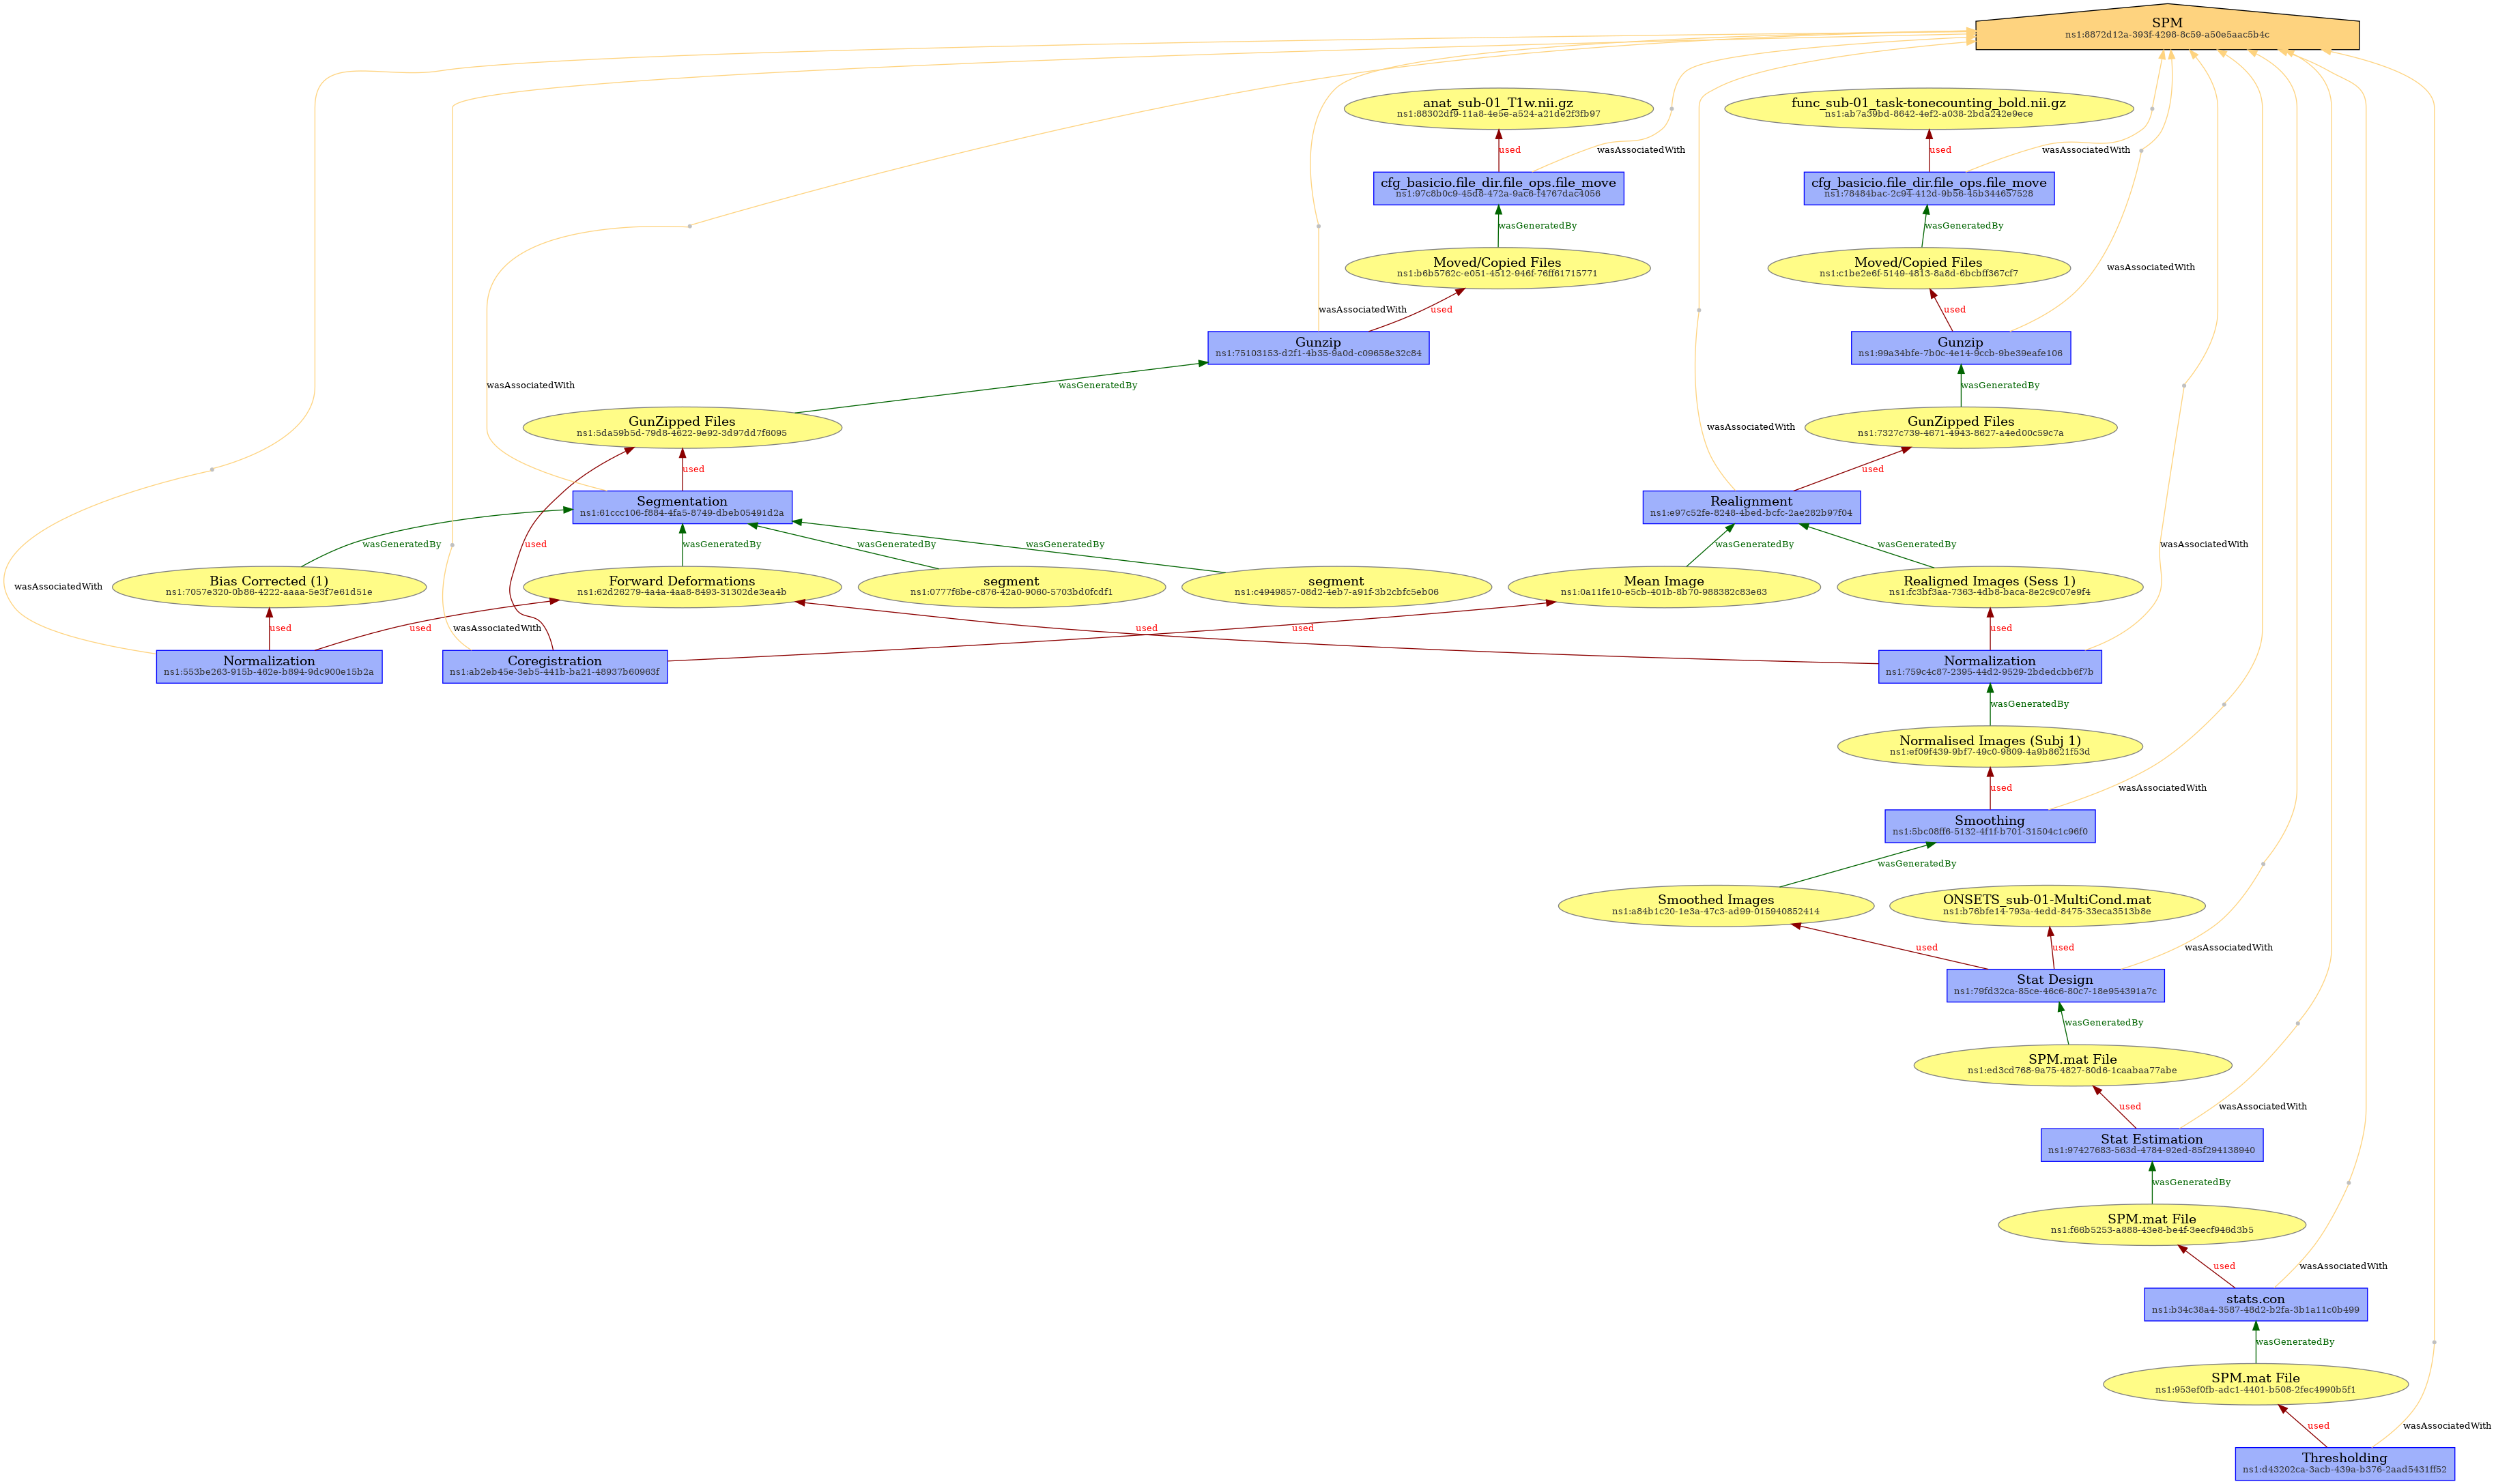 SPM
ns1:8872d12a-393f-4298-8c59-a50e5aac5b4c
anat_sub-01_T1w.nii.gz
ns1:88302df9-11a8-4e5e-a524-a21de2f3fb97
func_sub-01_task-tonecounting_bold.nii.gz
ns1:ab7a39bd-8642-4ef2-a038-2bda242e9ece
used
wasAssociatedWith
used
wasAssociatedWith
cfg_basicio.file_dir.file_ops.file_move
ns1:97c8b0c9-45d8-472a-9ac6-f4767dac4056
cfg_basicio.file_dir.file_ops.file_move
ns1:78484bac-2c94-412d-9b56-45b344657528
wasGeneratedBy
wasGeneratedBy
Moved/Copied Files
ns1:b6b5762c-e051-4512-946f-76ff61715771
Moved/Copied Files
ns1:c1be2e6f-5149-4813-8a8d-6bcbff367cf7
wasAssociatedWith
wasAssociatedWith
used
used
Gunzip
ns1:75103153-d2f1-4b35-9a0d-c09658e32c84
Gunzip
ns1:99a34bfe-7b0c-4e14-9ccb-9be39eafe106
wasAssociatedWith
wasGeneratedBy
wasGeneratedBy
GunZipped Files
ns1:5da59b5d-79d8-4622-9e92-3d97dd7f6095
wasAssociatedWith
GunZipped Files
ns1:7327c739-4671-4943-8627-a4ed00c59c7a
used
used
Segmentation
ns1:61ccc106-f884-4fa5-8749-dbeb05491d2a
Realignment
ns1:e97c52fe-8248-4bed-bcfc-2ae282b97f04
wasGeneratedBy
used
wasGeneratedBy
wasGeneratedBy
wasGeneratedBy
wasGeneratedBy
wasGeneratedBy
wasAssociatedWith
wasAssociatedWith
Bias Corrected (1)
ns1:7057e320-0b86-4222-aaaa-5e3f7e61d51e
Forward Deformations
ns1:62d26279-4a4a-4aa8-8493-31302de3ea4b
segment
ns1:0777f6be-c876-42a0-9060-5703bd0fcdf1
segment
ns1:c4949857-08d2-4eb7-a91f-3b2cbfc5eb06
Mean Image
ns1:0a11fe10-e5cb-401b-8b70-988382c83e63
Realigned Images (Sess 1)
ns1:fc3bf3aa-7363-4db8-baca-8e2c9c07e9f4
used
used
wasAssociatedWith
used
used
used
Normalization
ns1:553be263-915b-462e-b894-9dc900e15b2a
Coregistration
ns1:ab2eb45e-3eb5-441b-ba21-48937b60963f
Normalization
ns1:759c4c87-2395-44d2-9529-2bdedcbb6f7b
wasGeneratedBy
Normalised Images (Subj 1)
ns1:ef09f439-9bf7-49c0-9809-4a9b8621f53d
used
wasAssociatedWith
Smoothing
ns1:5bc08ff6-5132-4f1f-b701-31504c1c96f0
wasGeneratedBy
Smoothed Images
ns1:a84b1c20-1e3a-47c3-ad99-015940852414
ONSETS_sub-01-MultiCond.mat
ns1:b76bfe14-793a-4edd-8475-33eca3513b8e
used
used
wasAssociatedWith
Stat Design
ns1:79fd32ca-85ce-46c6-80c7-18e954391a7c
wasGeneratedBy
SPM.mat File
ns1:ed3cd768-9a75-4827-80d6-1caabaa77abe
used
wasAssociatedWith
Stat Estimation
ns1:97427683-563d-4784-92ed-85f294138940
wasGeneratedBy
SPM.mat File
ns1:f66b5253-a888-43e8-be4f-3eecf946d3b5
used
wasAssociatedWith
stats.con
ns1:b34c38a4-3587-48d2-b2fa-3b1a11c0b499
wasGeneratedBy
SPM.mat File
ns1:953ef0fb-adc1-4401-b508-2fec4990b5f1
used
wasAssociatedWith
Thresholding
ns1:d43202ca-3acb-439a-b376-2aad5431ff52